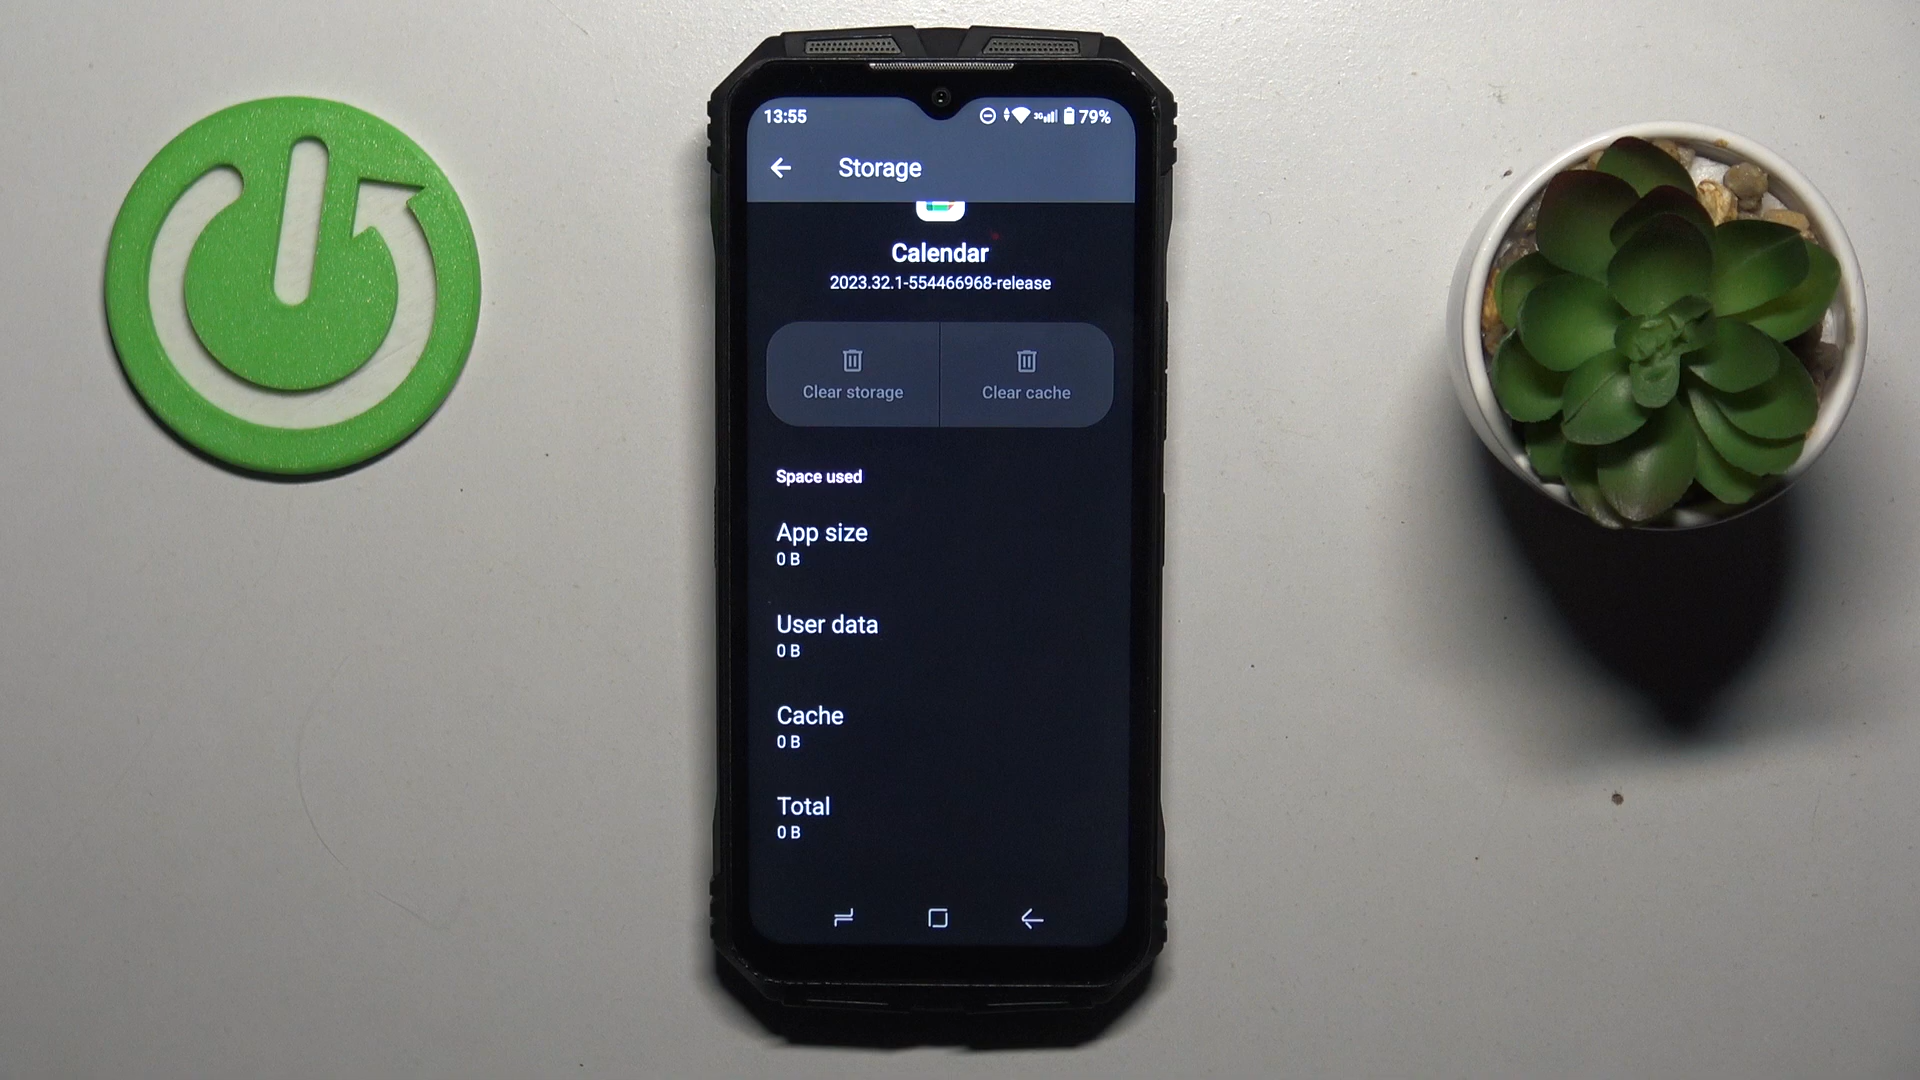 13:55
3G
79%
Storage
Calendar
2023.32.1-554466968-release
Clear storage
Clear cache
Space used
App size
0 B
User data
0 B
Cache
0 B
Total
0 B